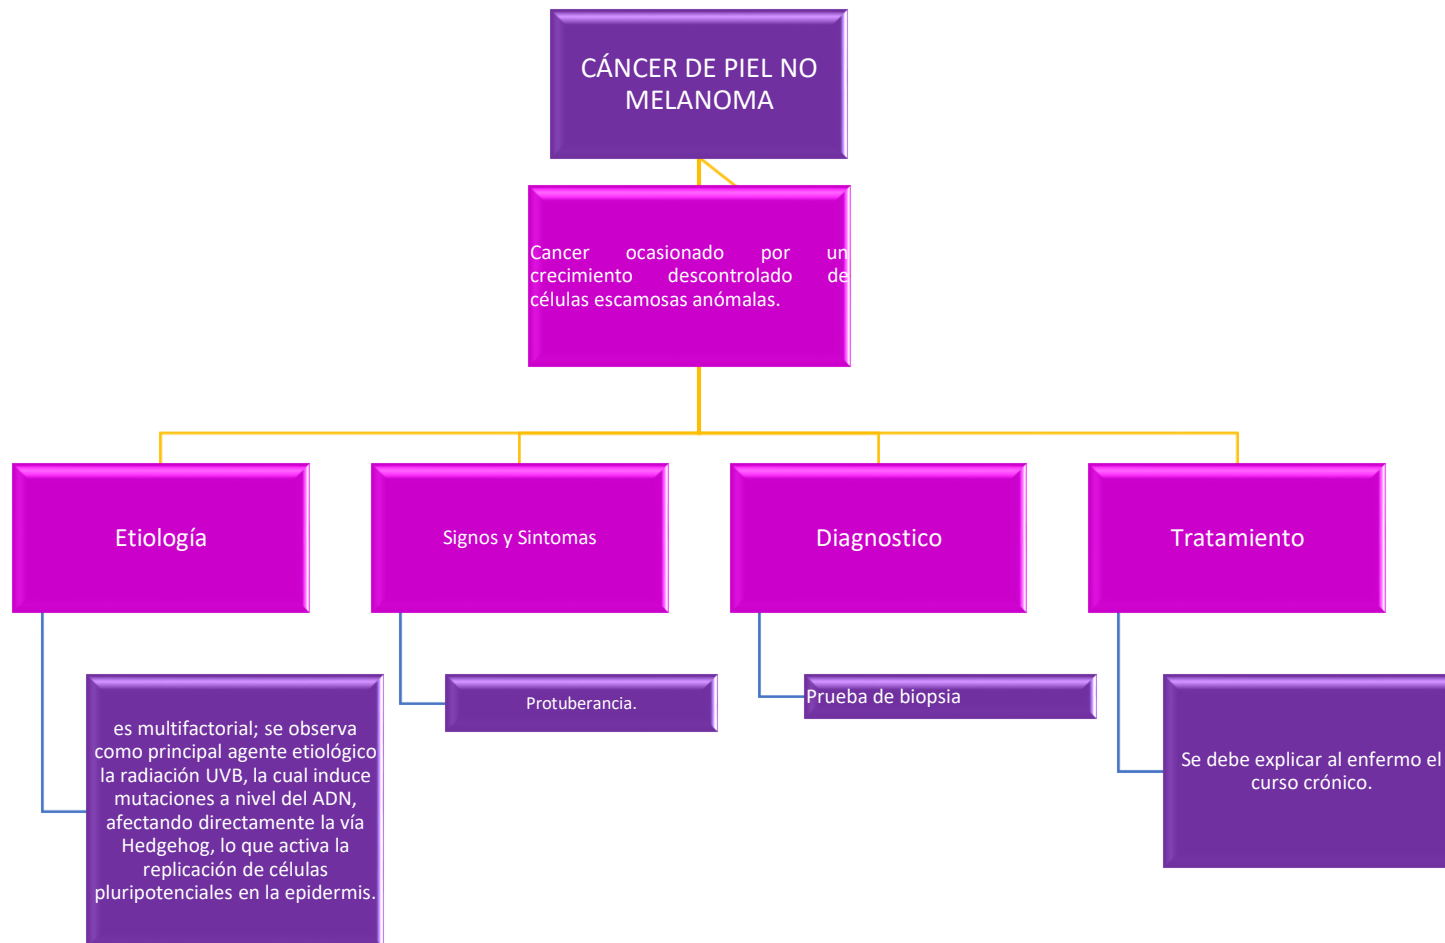 CÁNCER DE PIEL NO
MELANOMA
Cancer ocasionado por un
crecimiento descontrolado de
células escamosas anómalas.
Etiología
Signos y Sintomas
Diagnostico
Tratamiento
es multifactorial; se observa
como principal agente etiológico
la radiación UVB, la cual induce
mutaciones a nivel del ADN,
afectando directamente la vía
Hedgehog, lo que activa la
replicación de células
pluripotenciales en la epidermis.
Protuberancia.
Prueba de biopsia
Se debe explicar al enfermo el
curso crónico.